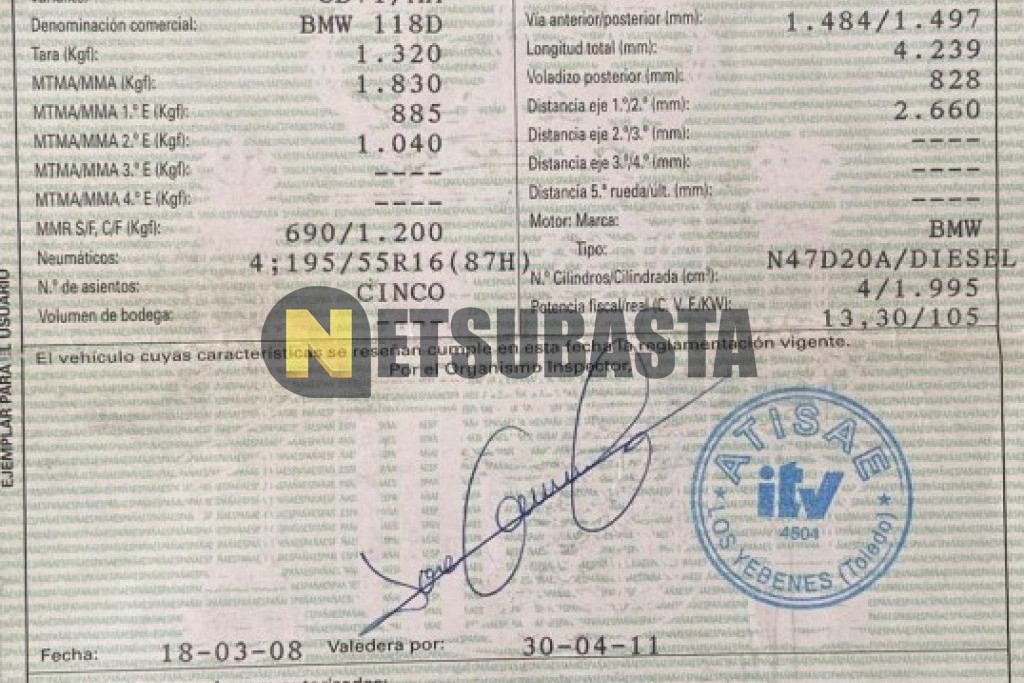 Denominación comercial: BMW 118D
Tara (Kgf): 1.320
MTMA/MMA (Kgf): 1.830
MTMA/MMA 1.º E (Kgf): 885
MTMA/MMA 2.º E (Kgf): 1.040
MTMA/MMA 3.º E (Kgf): ----
MTMA/MMA 4.º E (Kgf): ----
MMR S/F, C/F (Kgf): 690/1.200
Neumáticos: 4;195/55R16(87H)
N.º de asientos: CINCO
Volumen de bodega:
Vía anterior/posterior (mm): 1.484/1.497
Longitud total (mm): 4.239
Voladizo posterior (mm): 828
Distancia eje 1.º/2.º (mm): 2.660
Distancia eje 2.º/3.º (mm): ----
Distancia eje 3.º/4.º (mm): ----
Distancia 5.ª rueda/últ. (mm): ----
Motor: Marca: BMW
Tipo: N47D20A/DIESEL
N.º Cilindros/Cilindrada (cm³): 4/1.995
Potencia fiscal/real (C.V.F/KW): 13,30/105
NETSUBASTA
El vehículo cuyas características se reseñan cumple en esta fecha la reglamentación vigente.
Por el Organismo Inspector,
EJEMPLAR PARA EL USUARIO
ATISAE
itv
4504
LOS YEBENES (Toledo)
Fecha: 18-03-08 Valedera por: 30-04-11